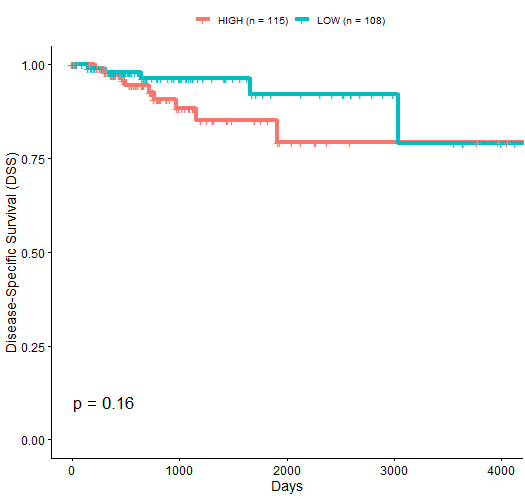 HIGH (n = 115) LOW (n = 108)
1.00
0.75
0.50
0.25
0.00
Disease-Specific Survival (DSS)
p = 0.16
0 1000 2000 3000 4000
Days